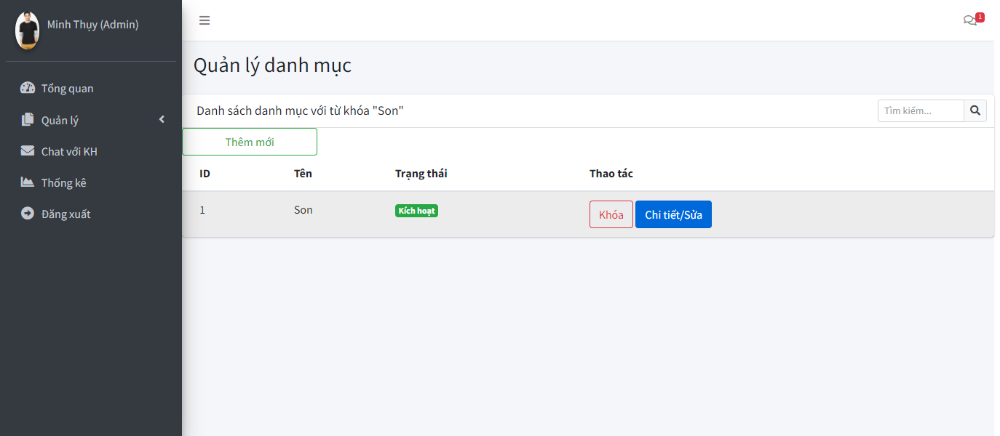 Minh Thụy (Admin)
Tổng quan
Quản lý
Chat với KH
Thống kê
Đăng xuất
1
Quản lý danh mục
Danh sách danh mục với từ khóa "Son"
Tìm kiếm...
Thêm mới
ID Tên Trạng thái Thao tác
1 Son Kích hoạt Khóa Chi tiết/Sửa